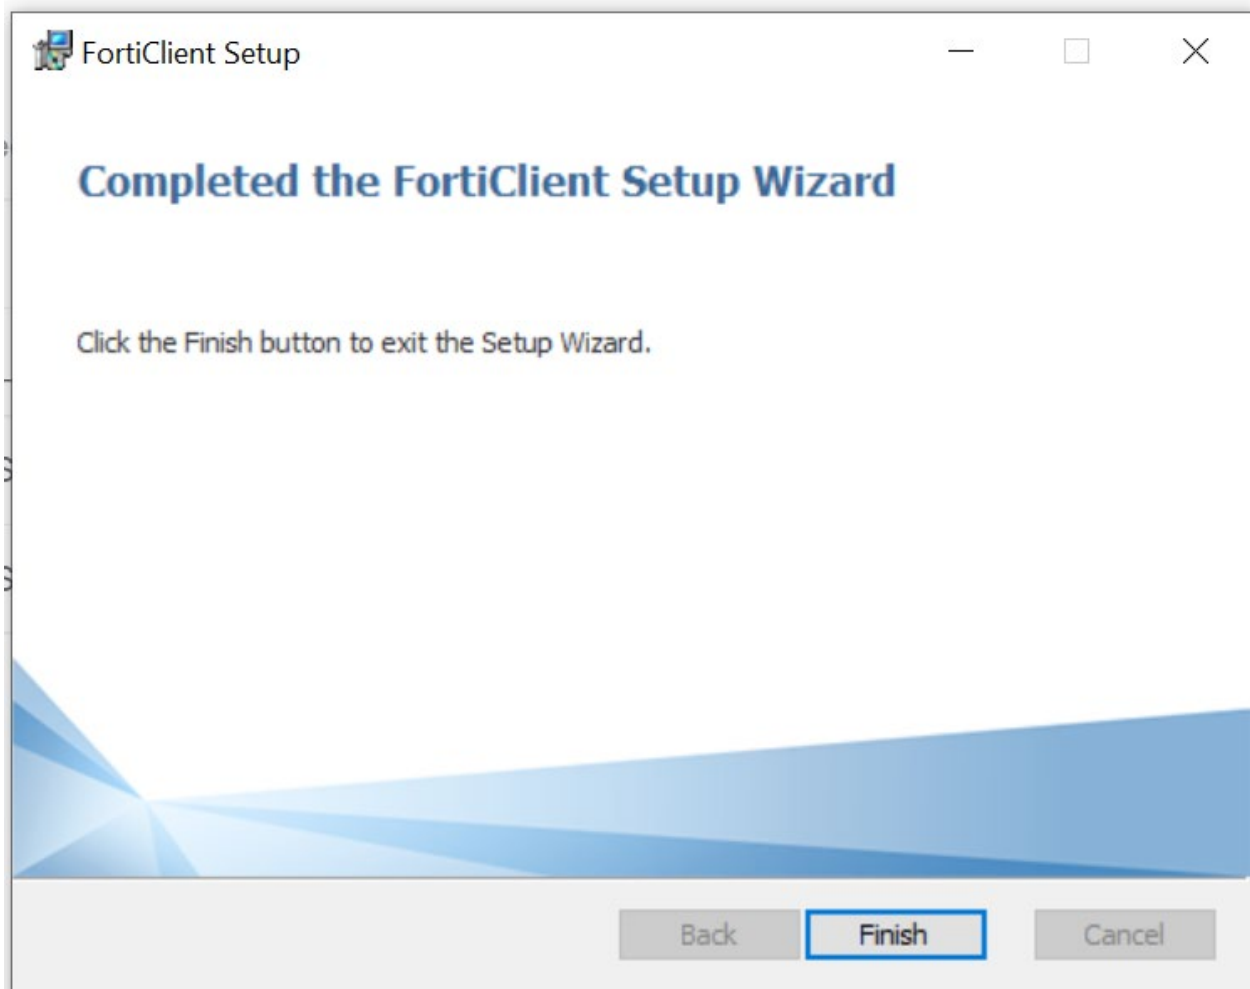 FortiClient Setup
Completed the FortiClient Setup Wizard
Click the Finish button to exit the Setup Wizard.
Back Finish Cancel